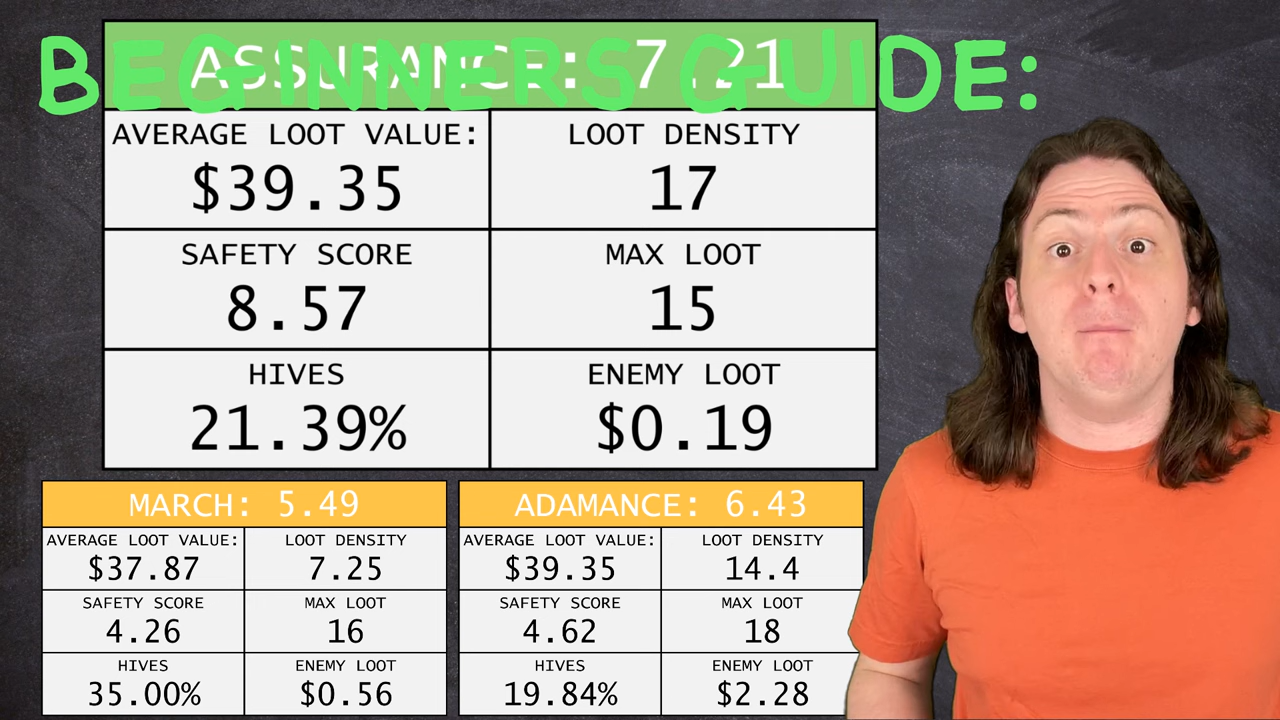 BEGINNERS GUIDE:
ASSURANCE: 7.21
AVERAGE LOOT VALUE: LOOT DENSITY
$39.35 17
SAFETY SCORE MAX LOOT
8.57 15
HIVES ENEMY LOOT
21.39% $0.19
MARCH: 5.49
AVERAGE LOOT VALUE: LOOT DENSITY
$37.87 7.25
SAFETY SCORE MAX LOOT
4.26 16
HIVES ENEMY LOOT
35.00% $0.56
ADAMANCE: 6.43
AVERAGE LOOT VALUE: LOOT DENSITY
$39.35 14.4
SAFETY SCORE MAX LOOT
4.62 18
HIVES ENEMY LOOT
19.84% $2.28